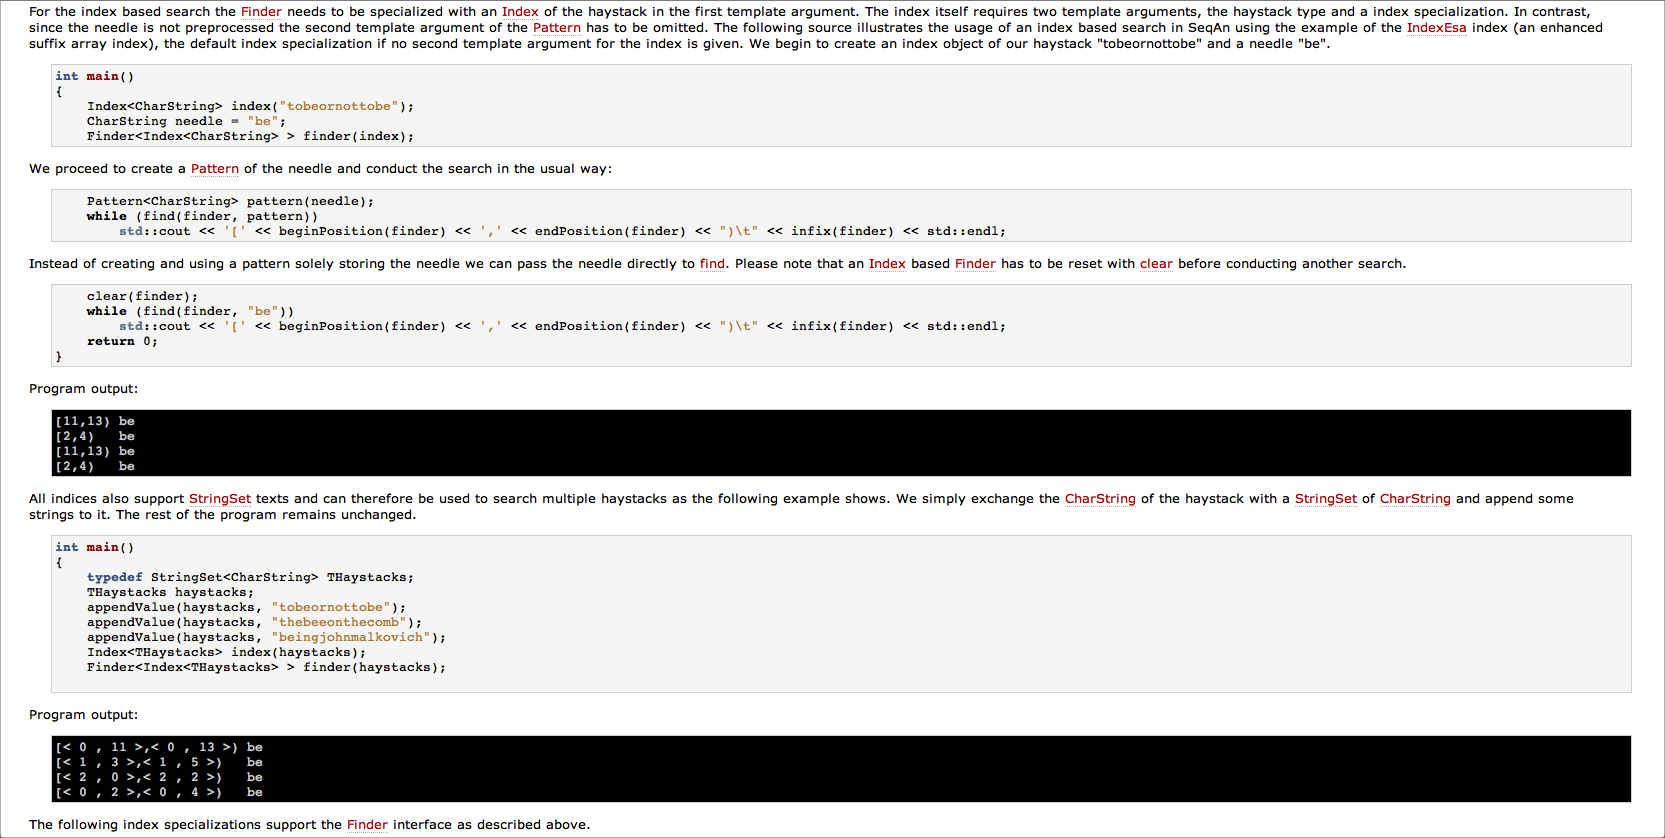 For the index based search the Finder needs to be specialized with an Index of the haystack in the first template argument. The index itself requires two template arguments, the haystack type and a index specialization. In contrast,
since the needle is not preprocessed the second template argument of the Pattern has to be omitted. The following source illustrates the usage of an index based search in SeqAn using the example of the IndexEsa index (an enhanced
suffix array index), the default index specialization if no second template argument for the index is given. We begin to create an index object of our haystack "tobeornottobe" and a needle "be".
int main()
{
    Index<CharString> index("tobeornottobe");
    CharString needle = "be";
    Finder<Index<CharString> > finder(index);
We proceed to create a Pattern of the needle and conduct the search in the usual way:
    Pattern<CharString> pattern(needle);
    while (find(finder, pattern))
        std::cout << '[' << beginPosition(finder) << ',' << endPosition(finder) << ")\t" << infix(finder) << std::endl;
Instead of creating and using a pattern solely storing the needle we can pass the needle directly to find. Please note that an Index based Finder has to be reset with clear before conducting another search.
    clear(finder);
    while (find(finder, "be"))
        std::cout << '[' << beginPosition(finder) << ',' << endPosition(finder) << ")\t" << infix(finder) << std::endl;
    return 0;
}
Program output:
[11,13) be
[2,4)   be
[11,13) be
[2,4)   be
All indices also support StringSet texts and can therefore be used to search multiple haystacks as the following example shows. We simply exchange the CharString of the haystack with a StringSet of CharString and append some
strings to it. The rest of the program remains unchanged.
int main()
{
    typedef StringSet<CharString> THaystacks;
    THaystacks haystacks;
    appendValue(haystacks, "tobeornottobe");
    appendValue(haystacks, "thebeeonthecomb");
    appendValue(haystacks, "beingjohnmalkovich");
    Index<THaystacks> index(haystacks);
    Finder<Index<THaystacks> > finder(haystacks);
Program output:
[< 0 , 11 >,< 0 , 13 >) be
[< 1 , 3 >,< 1 , 5 >)   be
[< 2 , 0 >,< 2 , 2 >)   be
[< 0 , 2 >,< 0 , 4 >)   be
The following index specializations support the Finder interface as described above.